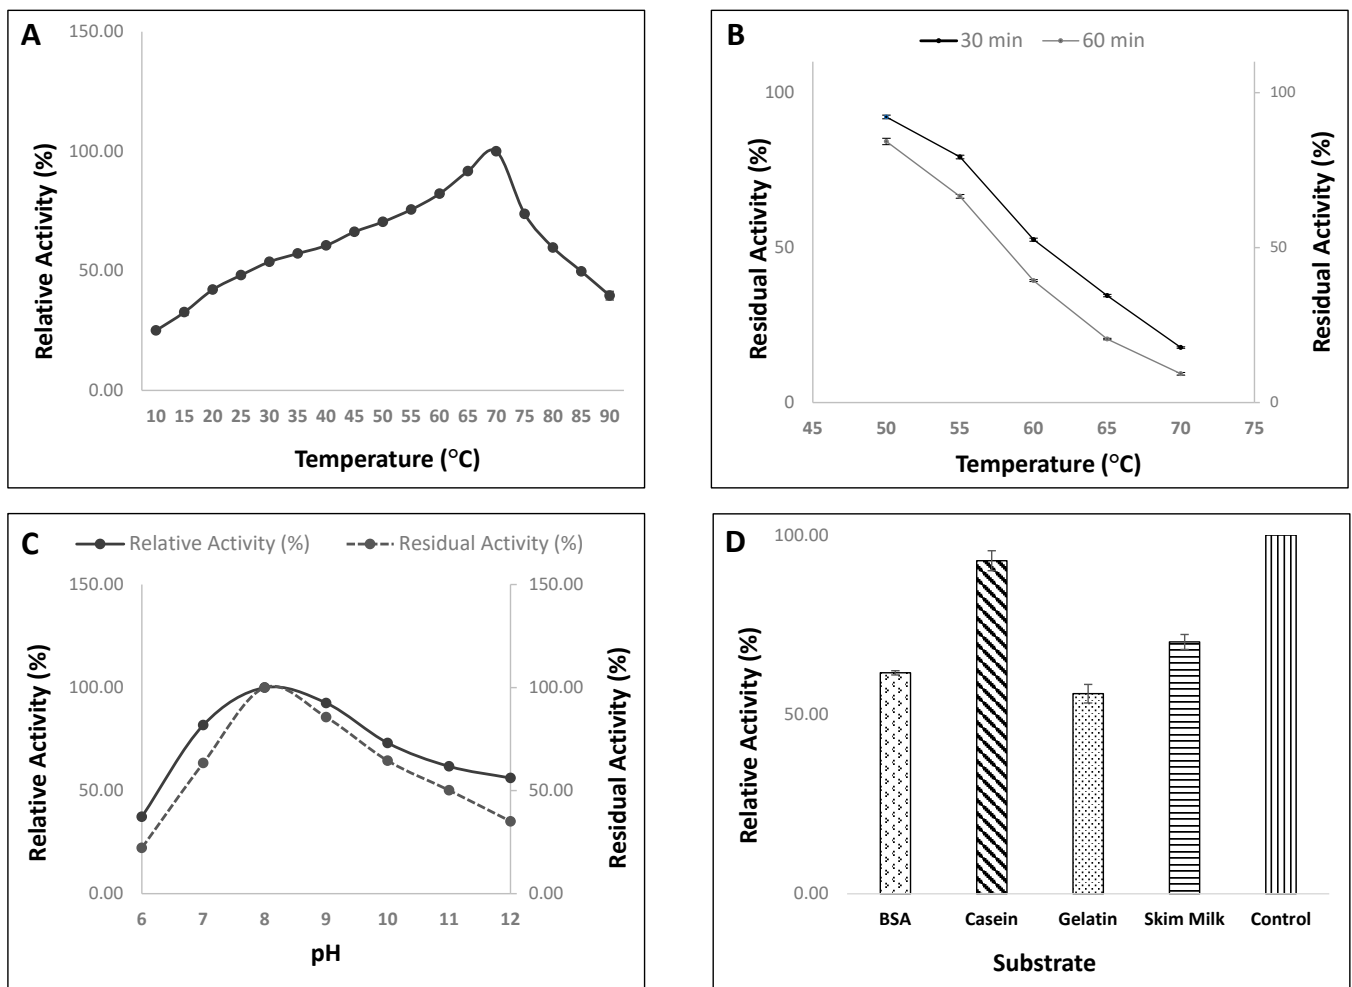 A
150.00
100.00
50.00
0.00
Relative Activity (%)
10 15 20 25 30 35 40 45 50 55 60 65 70 75 80 85 90
Temperature (°C)
B
30 min 60 min
100
50
0
Residual Activity (%)
100
50
0
Residual Activity (%)
45 50 55 60 65 70 75
Temperature (°C)
C
Relative Activity (%) Residual Activity (%)
150.00
100.00
50.00
0.00
Relative Activity (%)
150.00
100.00
50.00
0.00
Residual Activity (%)
6 7 8 9 10 11 12
pH
D
100.00
50.00
0.00
Relative Activity (%)
BSA Casein Gelatin Skim Milk Control
Substrate